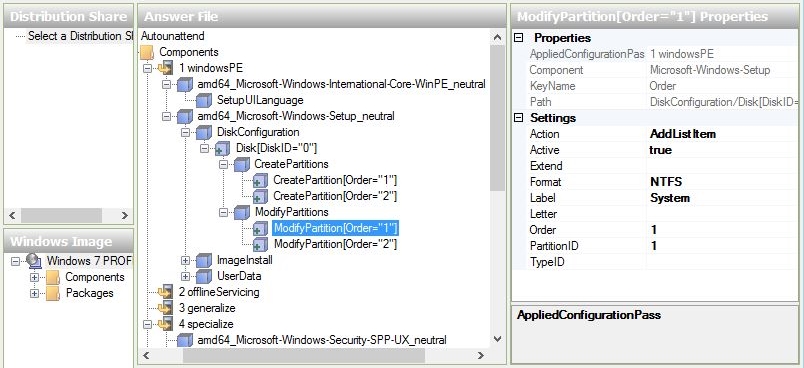 Distribution Share
Select a Distribution Sl
Windows Image
Windows 7 PROF
Components
Packages
Answer File
Autounattend
Components
1 windowsPE
amd64_Microsoft-Windows-International-Core-WinPE_neutral
SetupUILanguage
amd64_Microsoft-Windows-Setup_neutral
DiskConfiguration
Disk[DiskID="0"]
CreatePartitions
CreatePartition[Order="1"]
CreatePartition[Order="2"]
ModifyPartitions
ModifyPartition[Order="1"]
ModifyPartition[Order="2"]
ImageInstall
UserData
2 offlineServicing
3 generalize
4 specialize
amd64_Microsoft-Windows-Security-SPP-UX_neutral
ModifyPartition[Order="1"] Properties
Properties
AppliedConfigurationPas 1 windowsPE
Component Microsoft-Windows-Setup
KeyName Order
Path DiskConfiguration/Disk[DiskID=
Settings
Action AddListItem
Active true
Extend
Format NTFS
Label System
Letter
Order 1
PartitionID 1
TypeID
AppliedConfigurationPass